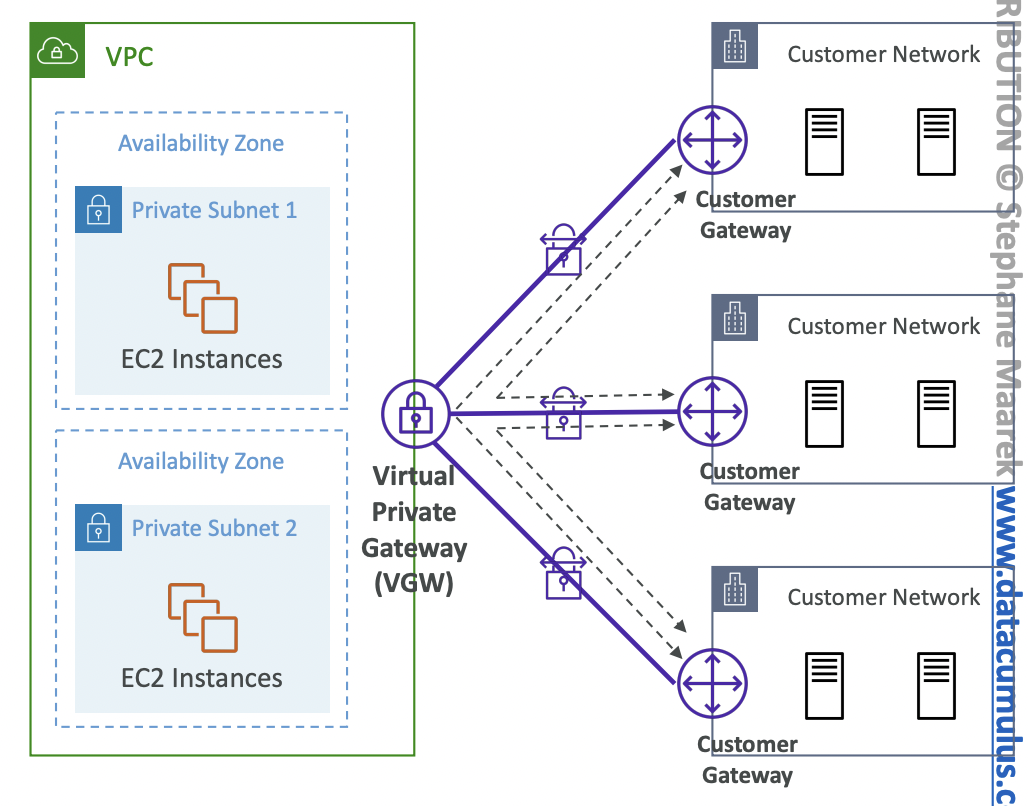 VPC
Availability Zone
Private Subnet 1
EC2 Instances
Availability Zone
Private Subnet 2
EC2 Instances
Virtual
Private
Gateway
(VGW)
Customer Network
Customer
Gateway
Customer Network
Customer
Gateway
Customer Network
Customer
Gateway
RIBUTION © Stephane Maarek www.datacumulus.c